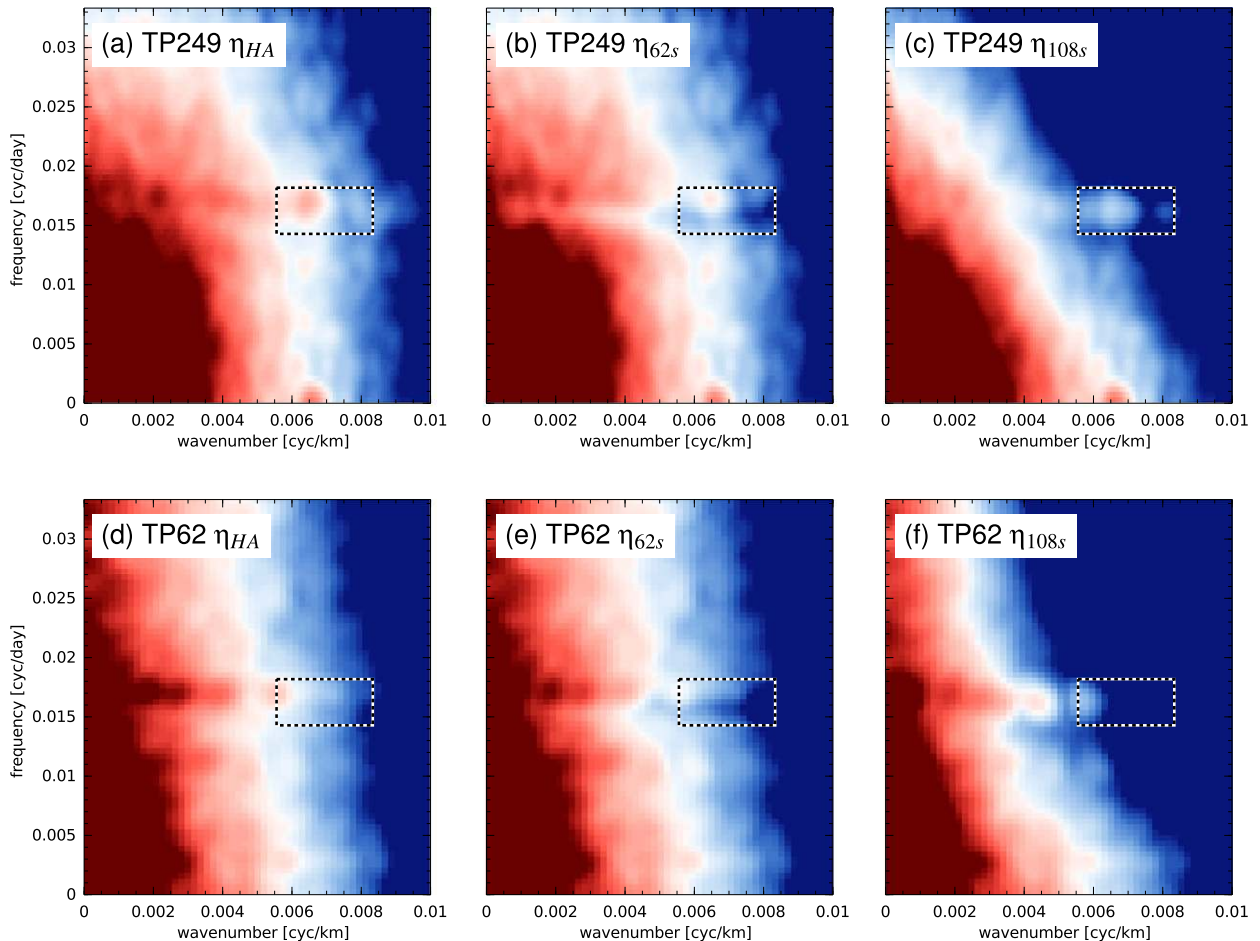 (a) TP249 ηHA
(b) TP249 η62s
(c) TP249 η108s
frequency [cyc/day]
0.03
0.025
0.02
0.015
0.01
0.005
0
0 0.002 0.004 0.006 0.008 0.01
0 0.002 0.004 0.006 0.008 0.01
0 0.002 0.004 0.006 0.008 0.01
wavenumber [cyc/km]
wavenumber [cyc/km]
wavenumber [cyc/km]
(d) TP62 ηHA
(e) TP62 η62s
(f) TP62 η108s
frequency [cyc/day]
0.03
0.025
0.02
0.015
0.01
0.005
0
0 0.002 0.004 0.006 0.008 0.01
0 0.002 0.004 0.006 0.008 0.01
0 0.002 0.004 0.006 0.008 0.01
wavenumber [cyc/km]
wavenumber [cyc/km]
wavenumber [cyc/km]